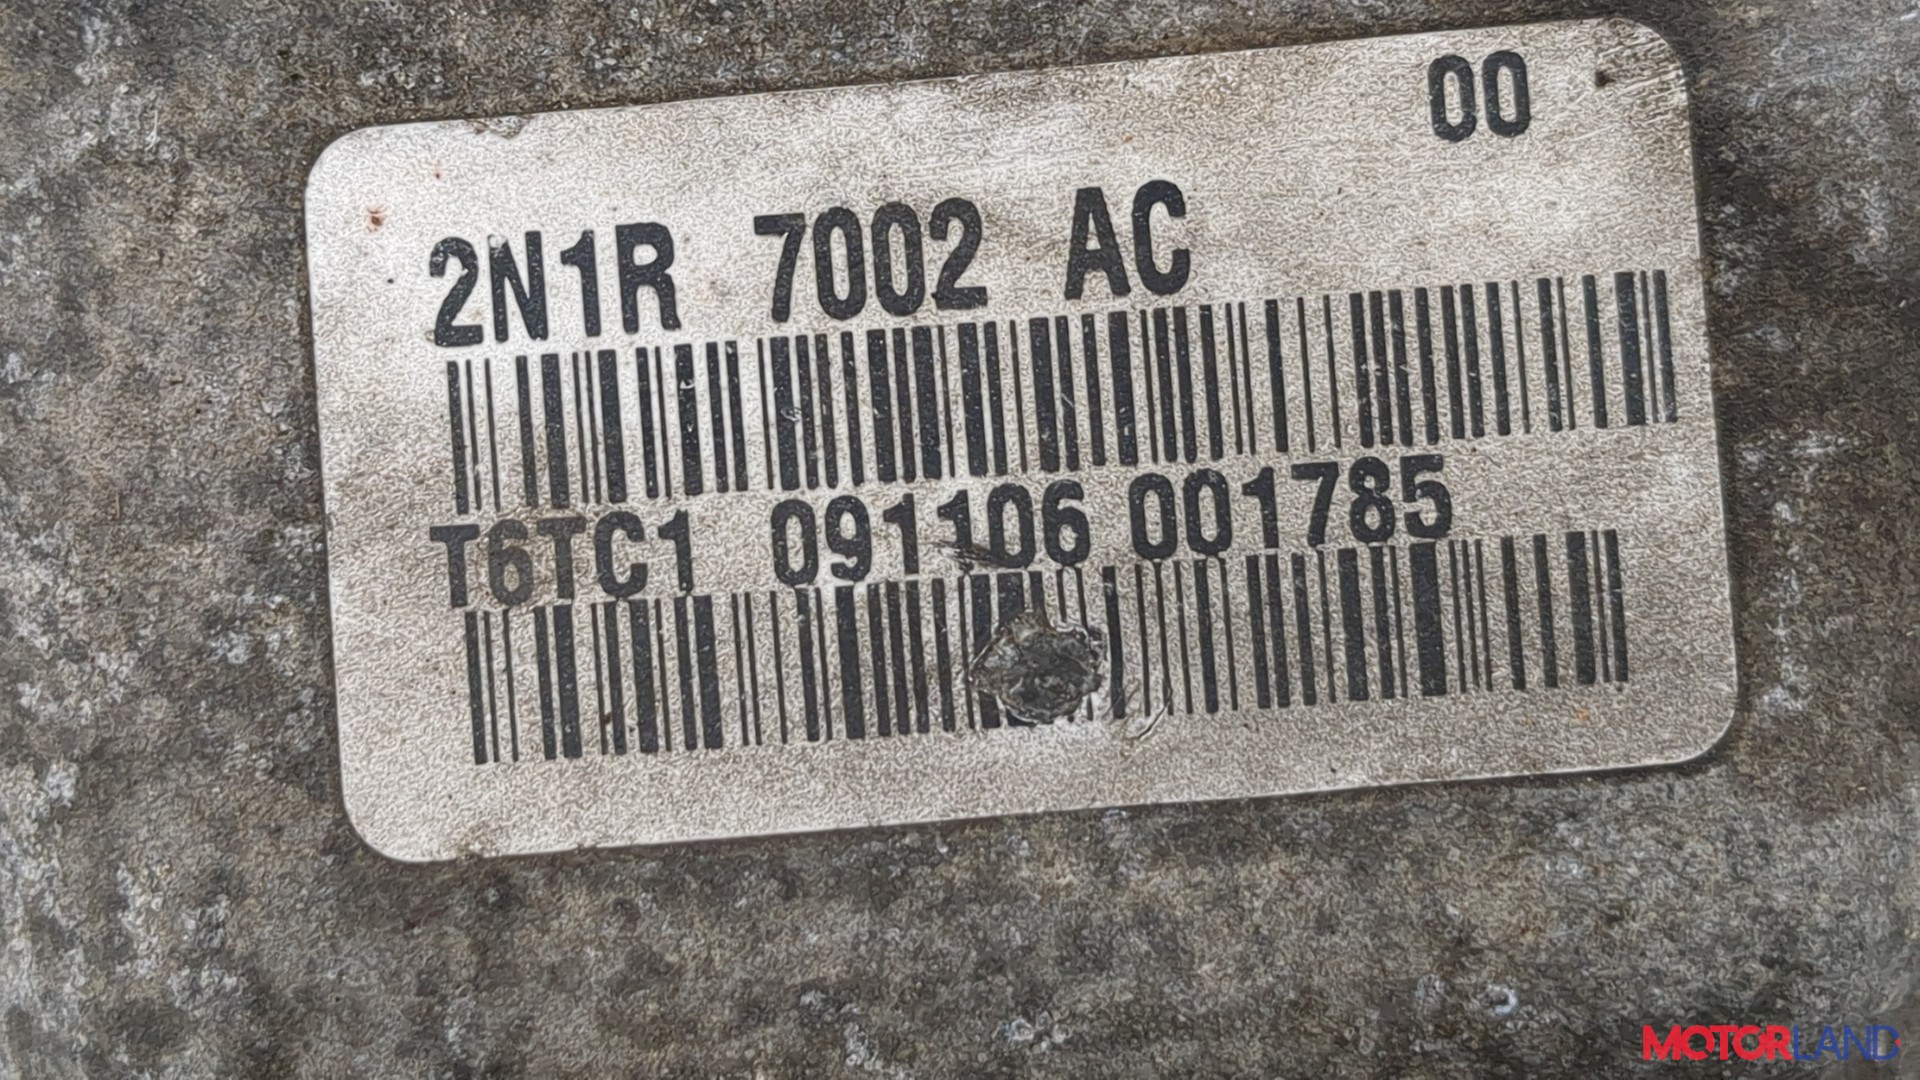 00
2N1R 7002 AC
T6TC1 091106 001785
MOTORLAND